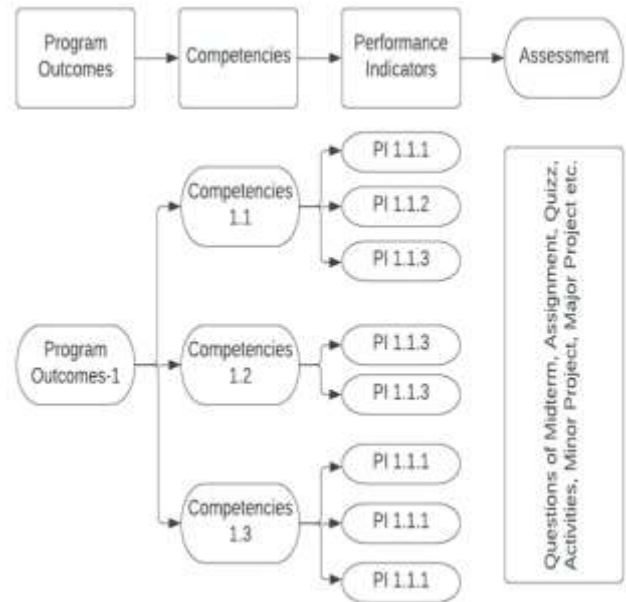 Program
Outcomes
Competencies
Performance
Indicators
Assessment
Program
Outcomes-1
Competencies
1.1
PI 1.1.1
PI 1.1.2
PI 1.1.3
Competencies
1.2
PI 1.1.3
PI 1.1.3
Competencies
1.3
PI 1.1.1
PI 1.1.1
PI 1.1.1
Questions of Midterm, Assignment, Quizz,
Activities, Minor Project, Major Project etc.